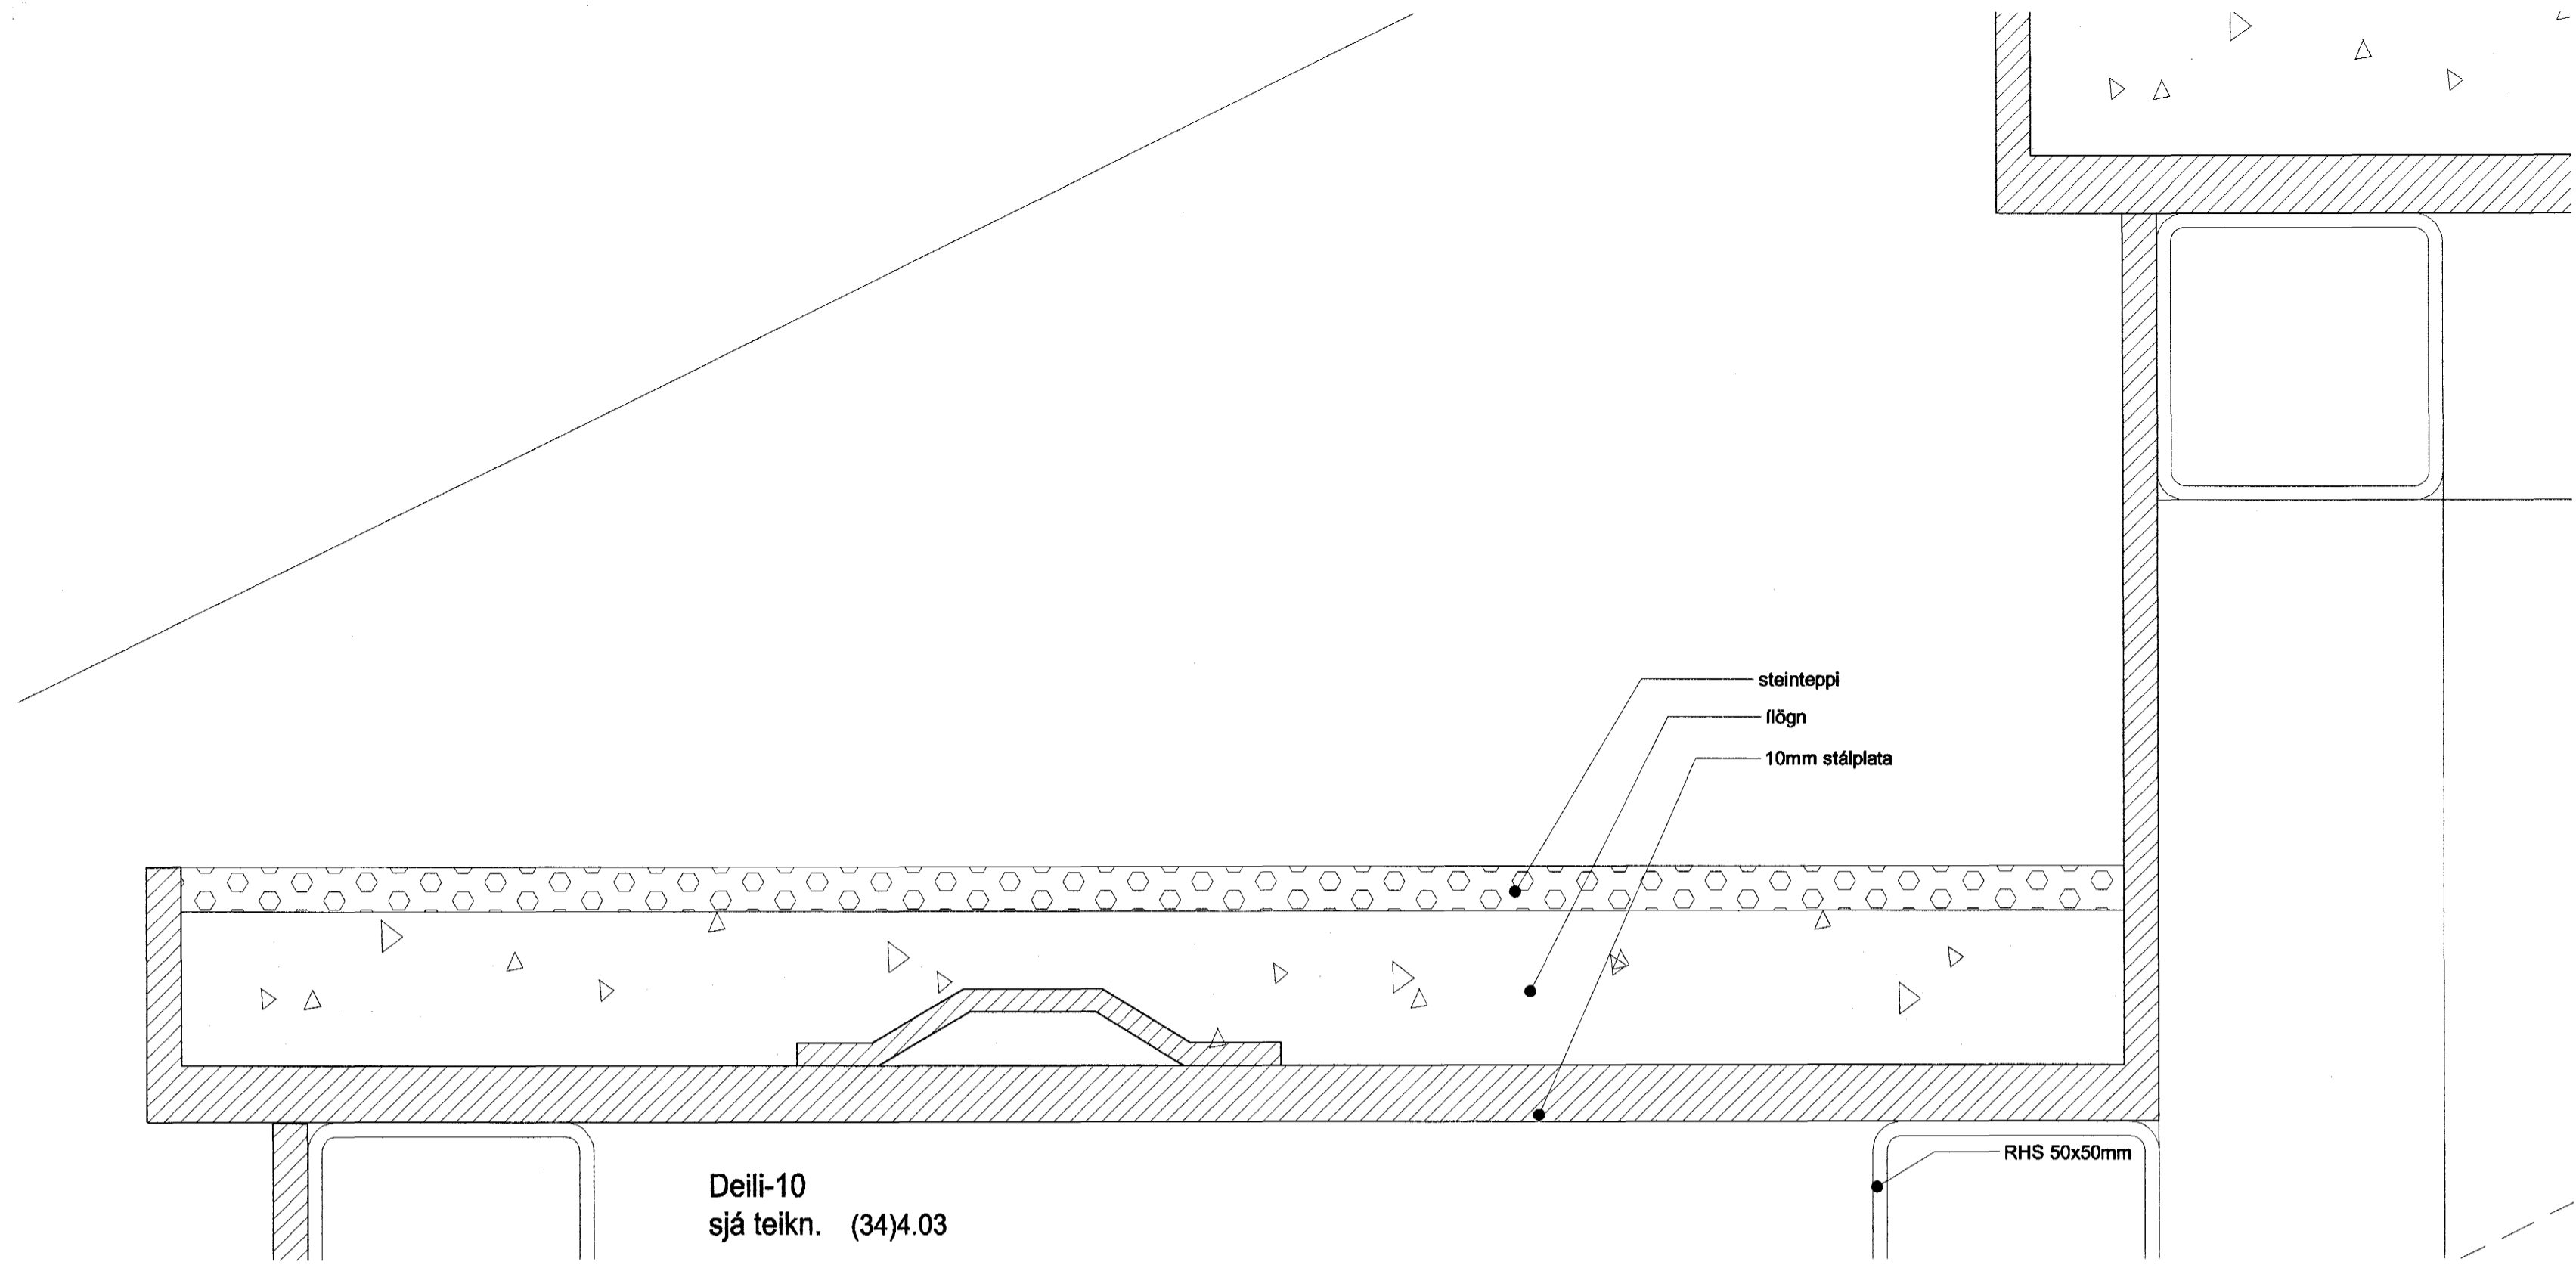 steinteppi
flögn
10mm stálplata
RHS 50x50mm
Deili-10
sjá teikn. (34)4.03